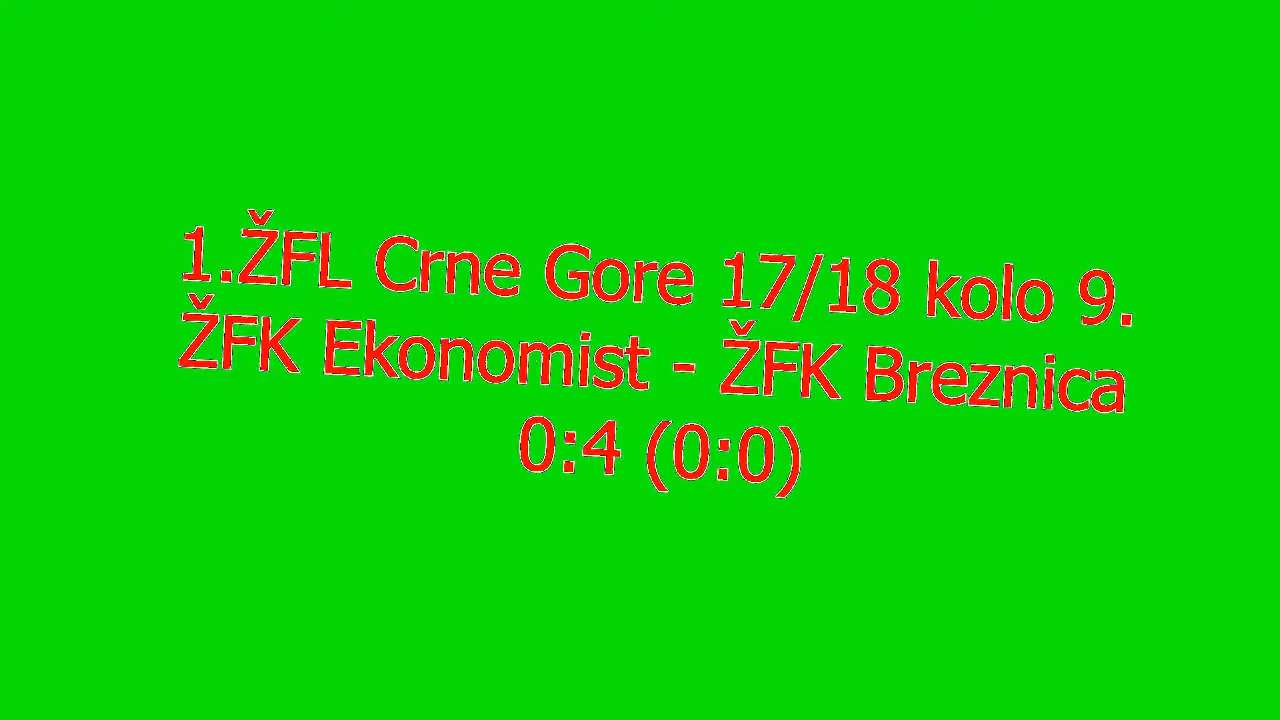 1.ŽFL Crne Gore 17/18 kolo 9.
ŽFK Ekonomist - ŽFK Breznica
0:4 (0:0)